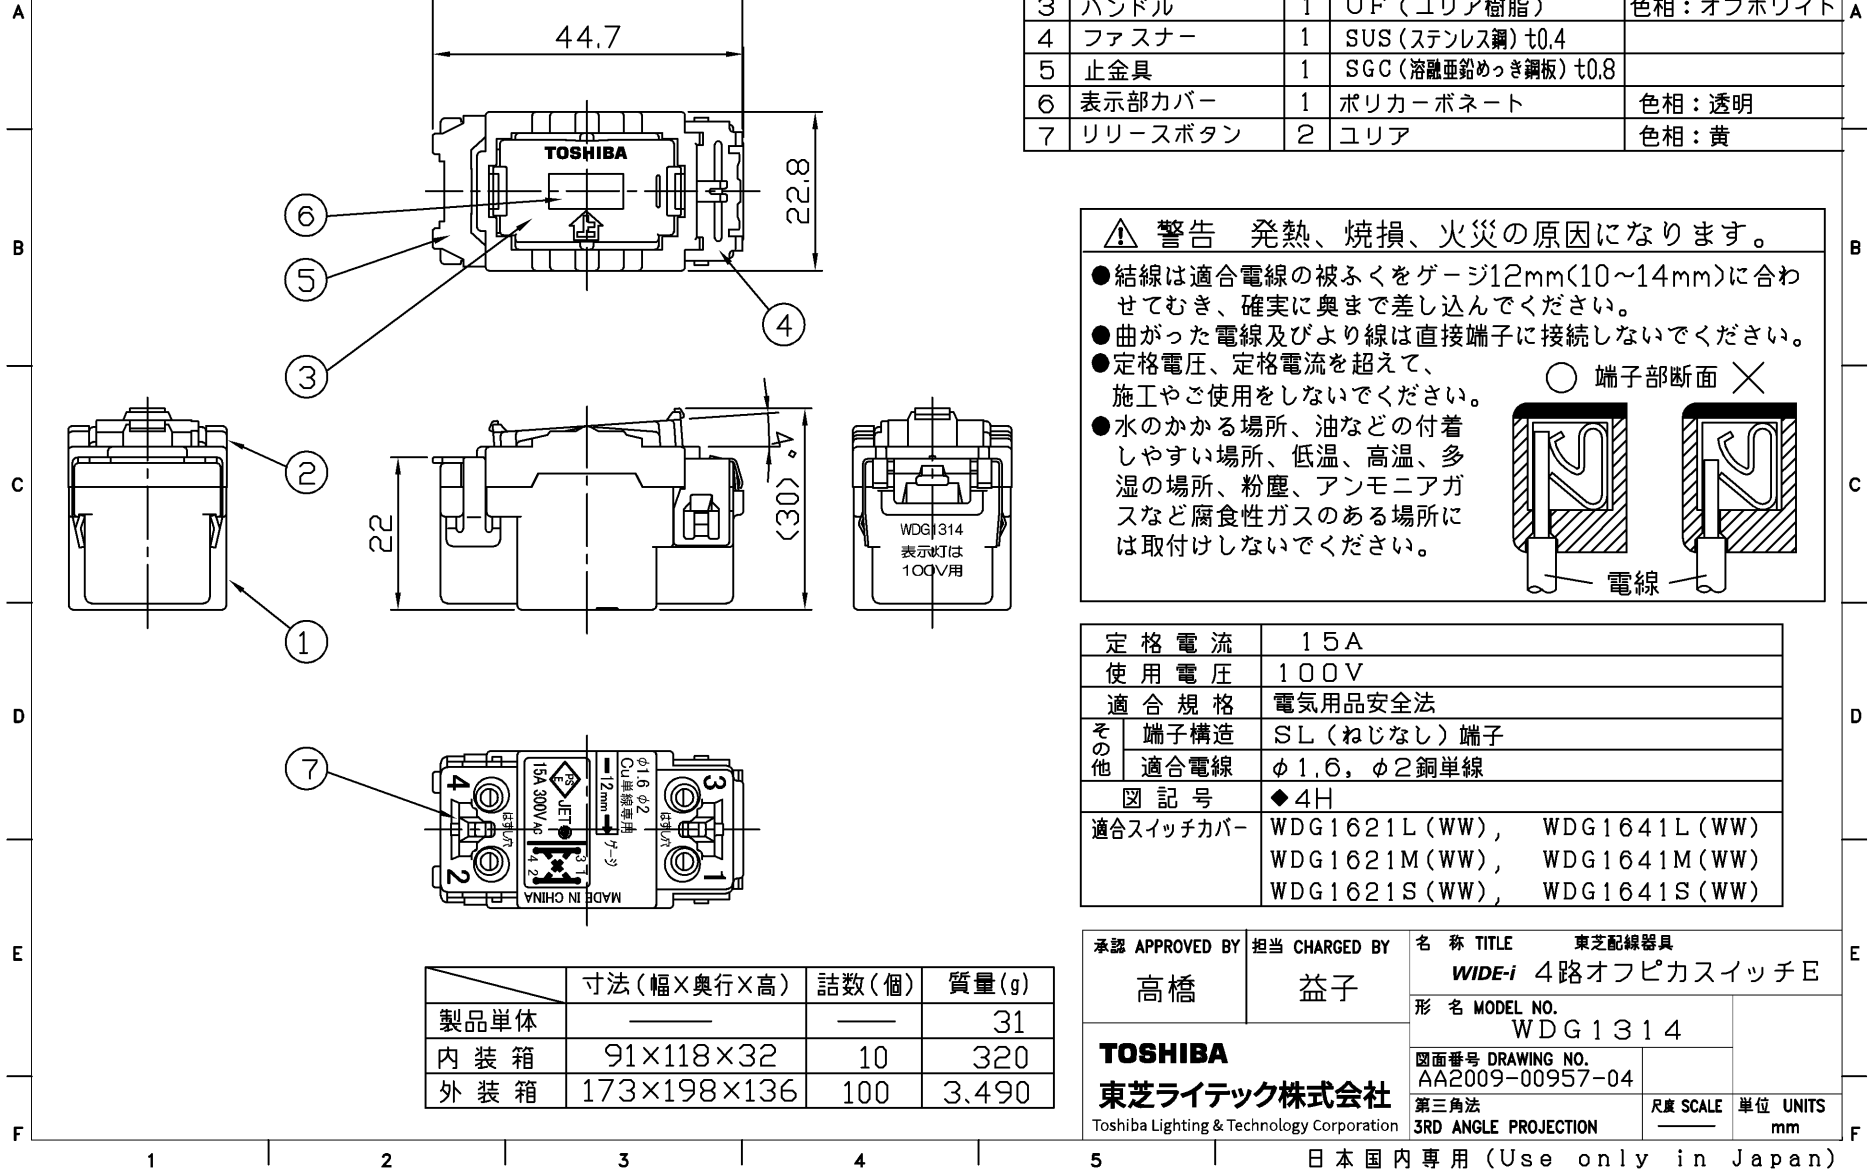 A
3 ハンドル 1 UF(ユリア樹脂) 色相:オフホワイト
A
4 ファスナー 1 SUS(ステンレス鋼) t0.4
5 止金具 1 SGC(溶融亜鉛めっき鋼板) t0.8
6 表示部カバー 1 ポリカーボネート 色相:透明
7 リリースボタン 2 ユリア 色相:黄
44.7
TOSHIBA
22.8
6
5
3
4
B
B
⚠ 警告 発熱、焼損、火災の原因になります。
●結線は適合電線の被ふくをゲージ12mm(10~14mm)に合わ
せてむき、確実に奥まで差し込んでください。
●曲がった電線及びより線は直接端子に接続しないでください。
●定格電圧、定格電流を超えて、
施工やご使用をしないでください。
●水のかかる場所、油などの付着
しやすい場所、低温、高温、多
湿の場所、粉塵、アンモニアガ
スなど腐食性ガスのある場所に
は取付けしないでください。
○ 端子部断面 ×
電線
2
1
22
4°
(30)
WDG1314
表示灯は
100V用
C
C
定格電流 15A
使用電圧 100V
適合規格 電気用品安全法
その他 端子構造 SL(ねじなし)端子
適合電線 φ1.6, φ2銅単線
図記号 ◆4H
適合スイッチカバー WDG1621L(WW), WDG1641L(WW)
WDG1621M(WW), WDG1641M(WW)
WDG1621S(WW), WDG1641S(WW)
D
D
7
4
2
3
1
はずし穴
はずし穴
PS E
JET
15A 300V AC
φ1.6 φ2
Cu単線専用
12mm
ゲージ
4 3
2 1
MADE IN CHINA
E
E
寸法(幅×奥行×高) 詰数(個) 質量(g)
製品単体 ── ── 31
内装箱 91×118×32 10 320
外装箱 173×198×136 100 3,490
承認 APPROVED BY
高橋
担当 CHARGED BY
益子
名称 TITLE 東芝配線器具
WIDE-i 4路オフピカスイッチE
形名 MODEL NO.
WDG1314
図面番号 DRAWING NO.
AA2009-00957-04
TOSHIBA
東芝ライテック株式会社
Toshiba Lighting & Technology Corporation
第三角法
3RD ANGLE PROJECTION
尺度 SCALE
──
単位 UNITS
mm
F
F
1 2 3 4 5
日本国内専用(Use only in Japan)